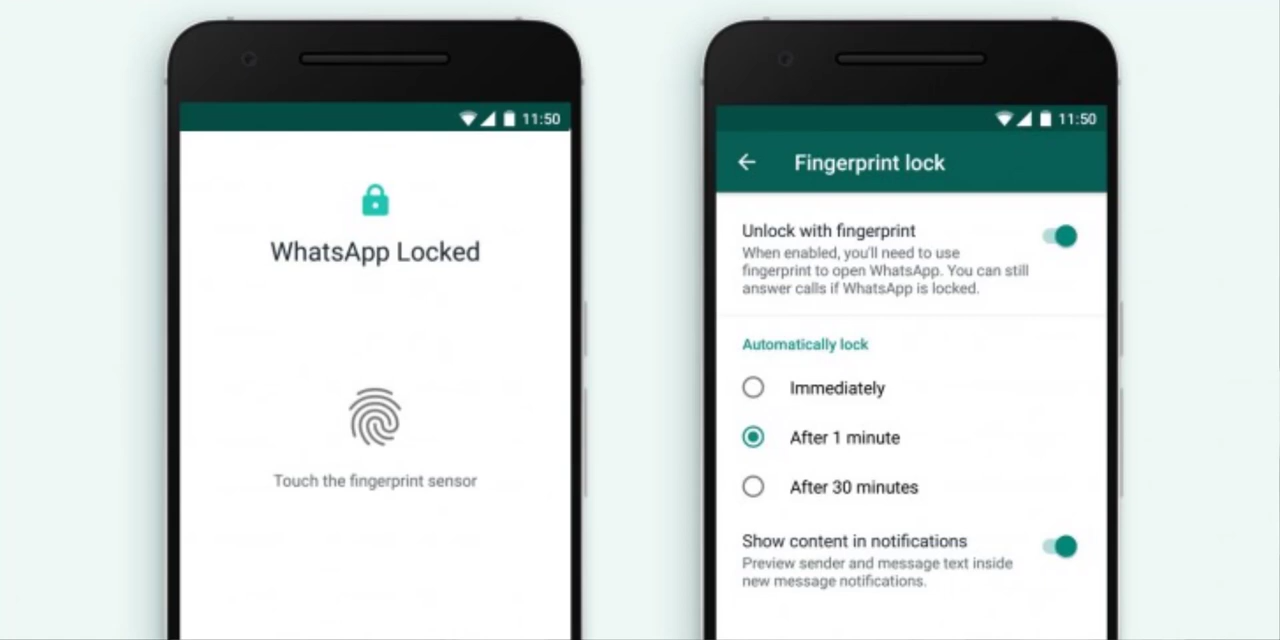 11:50
WhatsApp Locked
Touch the fingerprint sensor
11:50
Fingerprint lock
Unlock with fingerprint
When enabled, you'll need to use
fingerprint to open WhatsApp. You can still
answer calls if WhatsApp is locked.
Automatically lock
Immediately
After 1 minute
After 30 minutes
Show content in notifications
Preview sender and message text inside
new message notifications.